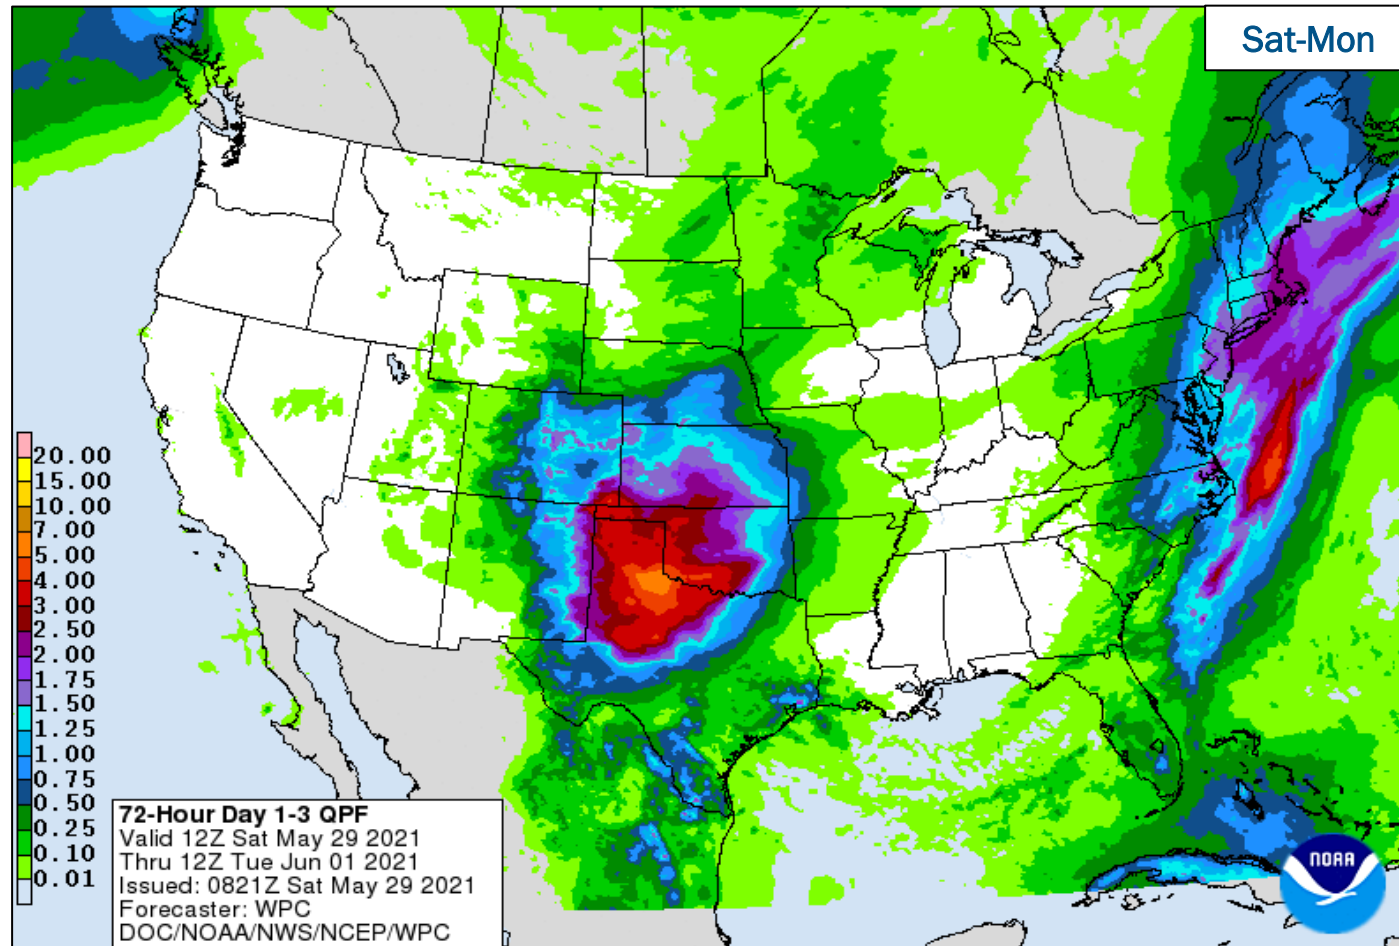 Sat-Mon
20.00
15.00
10.00
7.00
5.00
4.00
3.00
2.50
2.00
1.75
1.50
1.25
1.00
0.75
0.50
0.25
0.10
0.01
72-Hour Day 1-3 QPF
Valid 12Z Sat May 29 2021
Thru 12Z Tue Jun 01 2021
Issued: 0821Z Sat May 29 2021
Forecaster: WPC
DOC/NOAA/NWS/NCEP/WPC
NOAA